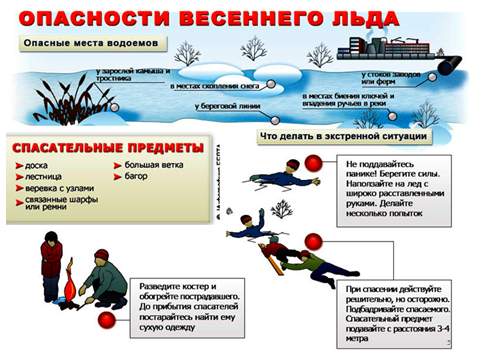 ОПАСНОСТИ ВЕСЕННЕГО ЛЬДА
Опасные места водоемов
у зарослей камыша и
тростника
в местах скопления снега
у береговой линии
у стоков заводов
или ферм
в местах биения ключей и
впадения ручьев в реки
СПАСАТЕЛЬНЫЕ ПРЕДМЕТЫ
доска
лестница
веревка с узлами
связанные шарфы
или ремни
большая ветка
багор
Что делать в экстренной ситуации
Не поддавайтесь
панике! Берегите силы.
Наползайте на лед с
широко расставленными
руками. Делайте
несколько попыток
Разведите костер и
обогрейте пострадавшего.
До прибытия спасателей
постарайтесь найти ему
сухую одежду
При спасении действуйте
решительно, но осторожно.
Подбадривайте спасаемого.
Спасательный предмет
подавайте с расстояния 3-4
метра